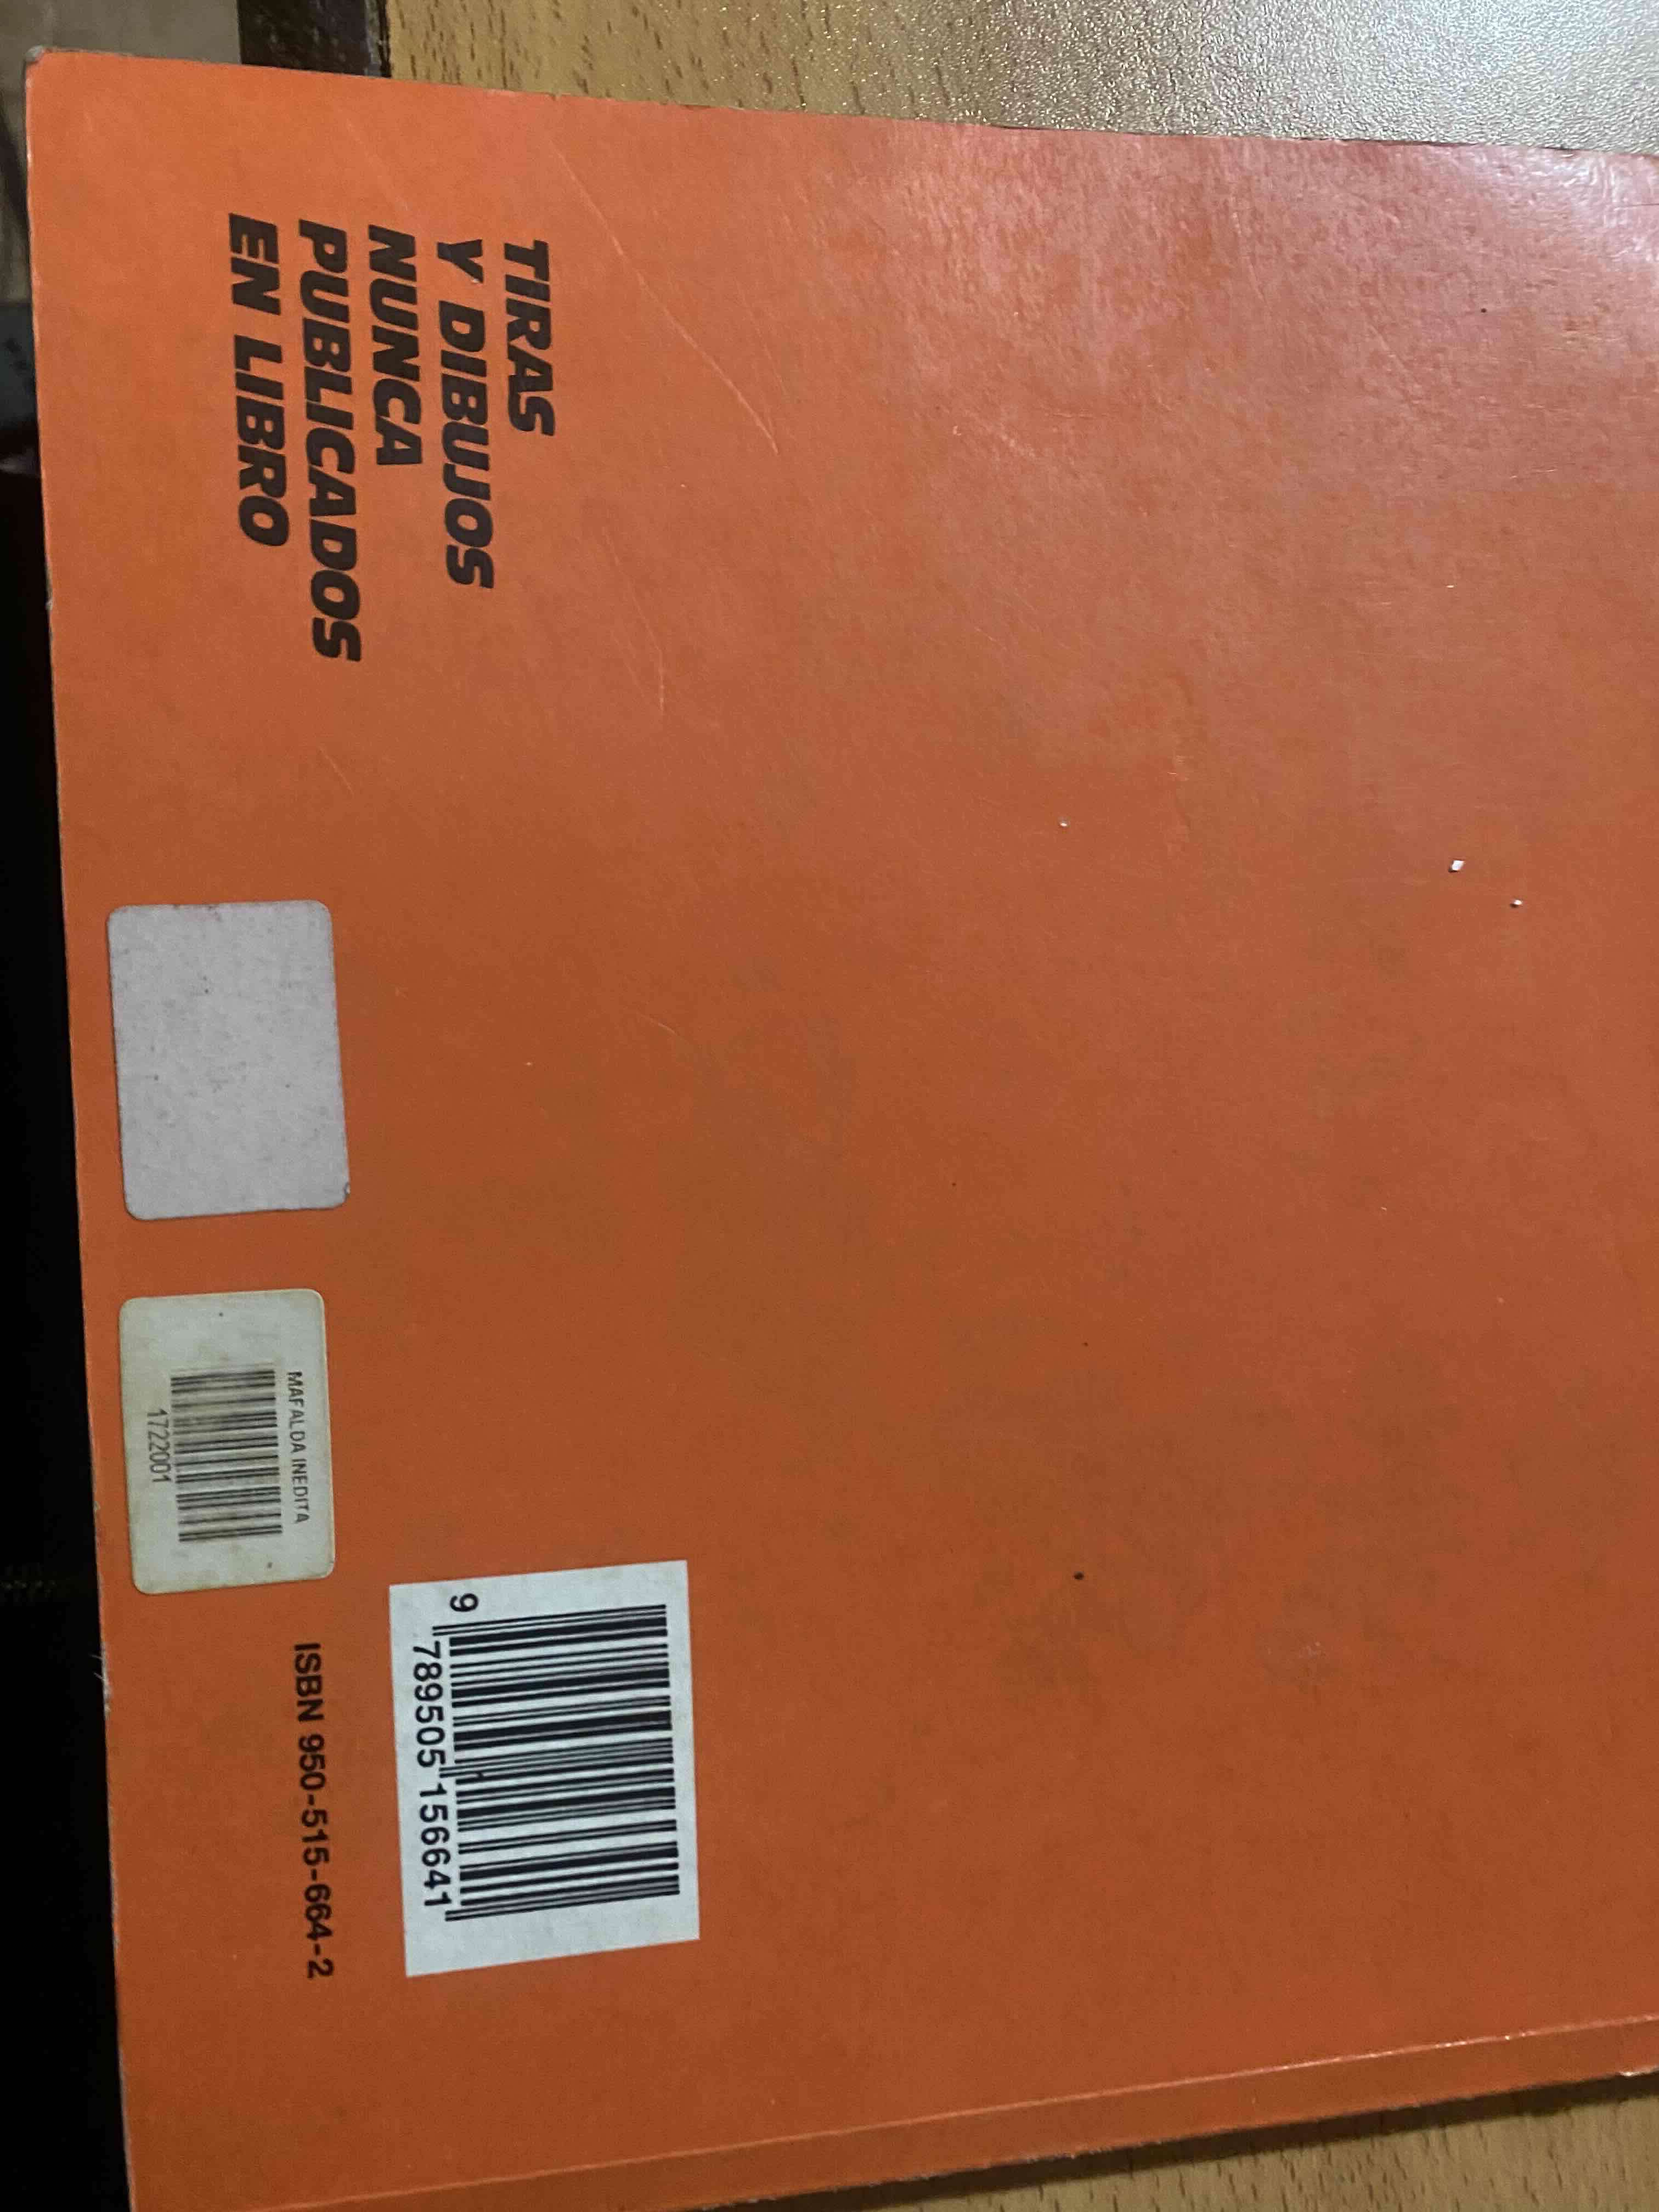 TIRAS
Y DIBUJOS
NUNCA
PUBLICADOS
EN LIBRO
MAFALDA INEDITA
1722001
9 789505 156641
ISBN 950-515-664-2